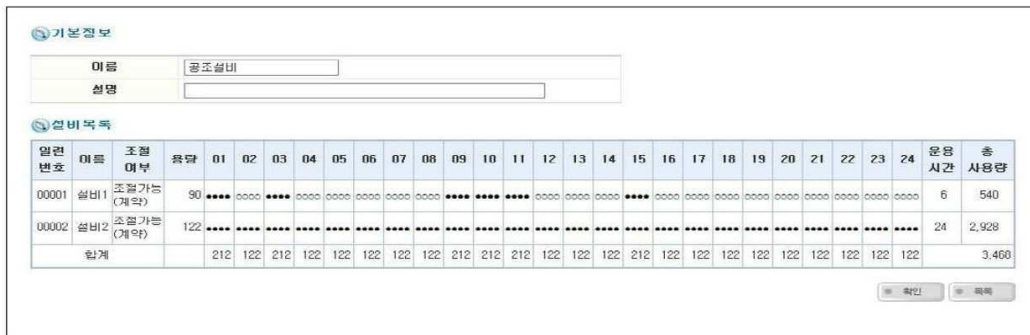 기본정보
이름 공조설비
설명
설비목록
일련번호 이름 조절여부 용량 01 02 03 04 05 06 07 08 09 10 11 12 13 14 15 16 17 18 19 20 21 22 23 24 운용시간 총사용량
00001 설비1 조절가능(계약) 90 ●●●● ○○○○ ●●●● ○○○○ ○○○○ ○○○○ ○○○○ ○○○○ ●●●● ●●●● ●●●● ○○○○ ○○○○ ○○○○ ●●●● ○○○○ ○○○○ ○○○○ ○○○○ ○○○○ ○○○○ ○○○○ ○○○○ ○○○○ 6 540
00002 설비2 조절가능(계약) 122 ●●●● ●●●● ●●●● ●●●● ●●●● ●●●● ●●●● ●●●● ●●●● ●●●● ●●●● ●●●● ●●●● ●●●● ●●●● ●●●● ●●●● ●●●● ●●●● ●●●● ●●●● ●●●● ●●●● ●●●● 24 2,928
합계 212 122 212 122 122 122 122 122 212 212 212 122 122 122 212 122 122 122 122 122 122 122 122 122 3,468
확인 목록